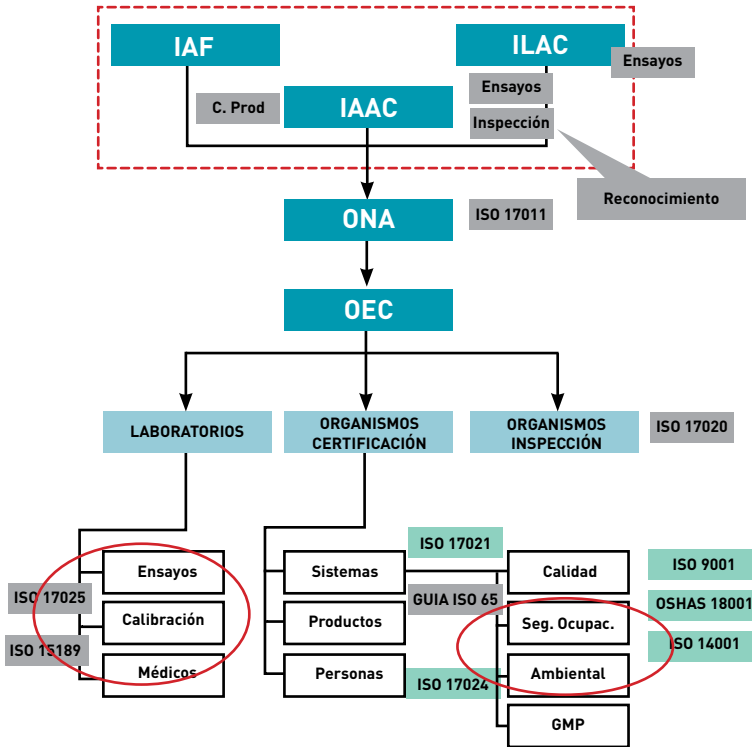 IAF
ILAC
Ensayos
Ensayos
C. Prod
IAAC
Inspección
Reconocimiento
ONA
ISO 17011
OEC
LABORATORIOS
ORGANISMOS
CERTIFICACIÓN
ORGANISMOS
INSPECCIÓN
ISO 17020
ISO 17021
Ensayos
Sistemas
Calidad
ISO 9001
ISO 17025
GUIA ISO 65
OSHAS 18001
Calibración
Productos
Seg. Ocupac.
ISO 15189
ISO 14001
Médicos
Personas
ISO 17024
Ambiental
GMP